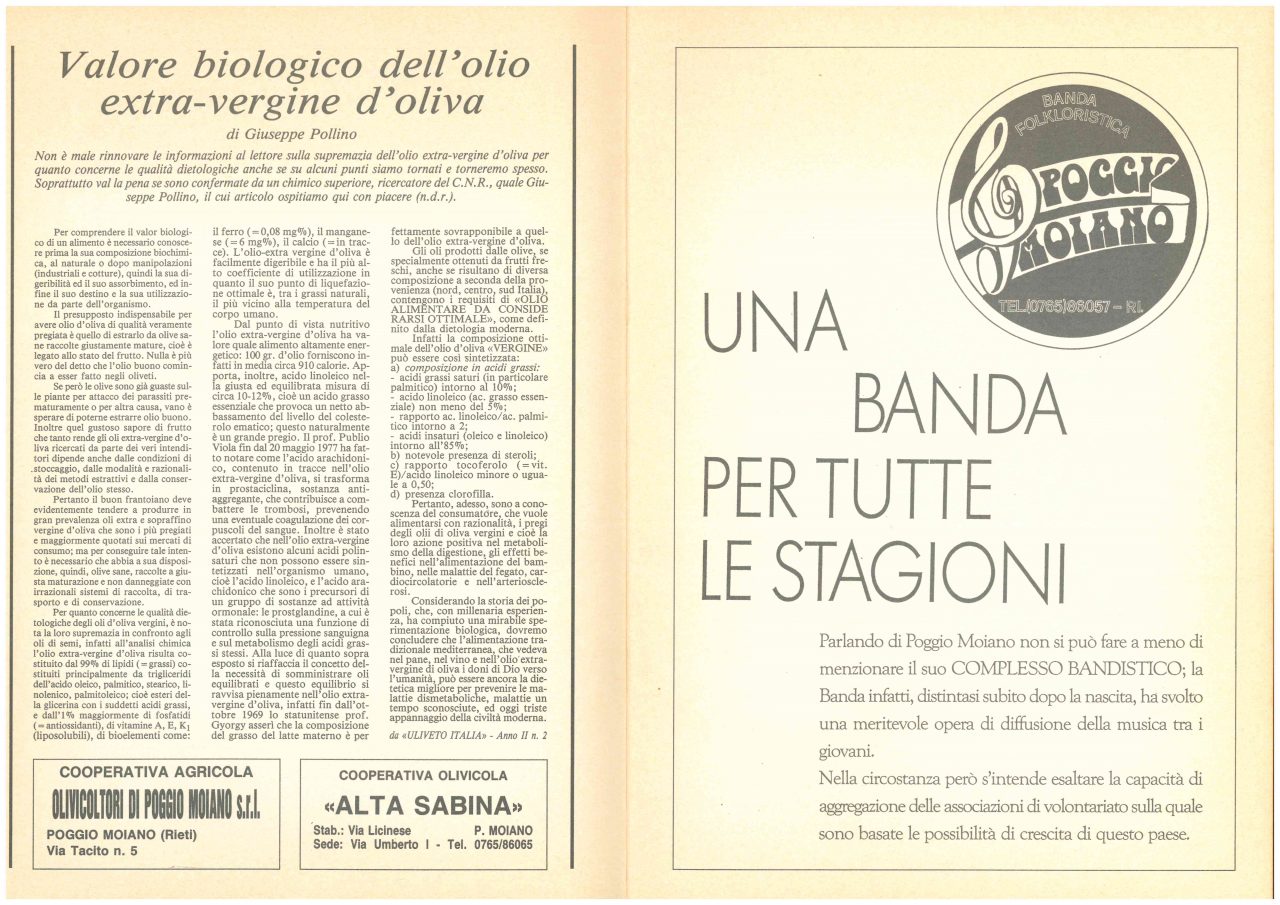 Valore biologico dell'olio
extra-vergine d'oliva
di Giuseppe Pollino
Non è male rinnovare le informazioni al lettore sulla supremazia dell'olio extra-vergine d'oliva per
quanto concerne le qualità dietologiche anche se su alcuni punti siamo tornati e torneremo spesso.
Soprattutto val la pena se sono confermate da un chimico superiore, ricercatore del C.N.R., quale Giu-
seppe Pollino, il cui articolo ospitiamo qui con piacere (n.d.r.).
Per comprendere il valor biologi-
co di un alimento è necessario conosce-
re prima la sua composizione biochimi-
ca, al naturale o dopo manipolazioni
(industriali e cotture), quindi la sua di-
geribilità ed il suo assorbimento, ed in-
fine il suo destino e la sua utilizzazio-
ne da parte dell'organismo.
Il presupposto indispensabile per
avere olio d'oliva di qualità veramente
pregiata è quello di estrarlo da olive sa-
ne raccolte giustamente mature, cioè è
legato allo stato del frutto. Nulla è più
vero del detto che l'olio buono comin-
cia a esser fatto negli oliveti.
Se però le olive sono già guaste sul-
le piante per attacco dei parassiti pre-
maturamente o per altra causa, vano è
sperare di poterne estrarre olio buono.
Inoltre quel gustoso sapore di frutto
che tanto rende gli oli extra-vergine d'o-
liva ricercati da parte dei veri intendi-
tori dipende anche dalle condizioni di
stoccaggio, dalle modalità e razionali-
tà dei metodi estrattivi e dalla conser-
vazione dell'olio stesso.
Pertanto il buon frantoiano deve
evidentemente tendere a produrre in
gran prevalenza oli extra e sopraffino
vergine d'oliva che sono i più pregiati
e maggiormente quotati sui mercati di
consumo; ma per conseguire tale inten-
to è necessario che abbia a sua disposi-
zione, quindi, olive sane, raccolte a giu-
sta maturazione e non danneggiate con
irrazionali sistemi di raccolta, di tra-
sporto e di conservazione.
Per quanto concerne le qualità die-
tologiche degli oli d'oliva vergini, è no-
ta la loro supremazia in confronto agli
oli di semi, infatti all'analisi chimica
l'olio extra-vergine d'oliva risulta co-
stituito dal 99% di lipidi (=grassi) co-
stituiti principalmente da trigliceridi
dell'acido oleico, palmitico, stearico, li-
nolenico, palmitoleico; cioè esteri del-
la glicerina con i suddetti acidi grassi,
e dall'1% maggiormente di fosfatidi
(=antiossidanti), di vitamine A, E, K1
(liposolubili), di bioelementi come:
il ferro (=0,08 mg%), il mangane-
se (=6 mg%), il calcio (=in trac-
ce). L'olio-extra vergine d'oliva è
facilmente digeribile e ha il più al-
to coefficiente di utilizzazione in
quanto il suo punto di liquefazio-
ne ottimale è, tra i grassi naturali,
il più vicino alla temperatura del
corpo umano.
Dal punto di vista nutritivo
l'olio extra-vergine d'oliva ha va-
lore quale alimento altamente ener-
getico: 100 gr. d'olio forniscono in-
fatti in media circa 910 calorie. Ap-
porta, inoltre, acido linoleico nel-
la giusta ed equilibrata misura di
circa 10-12%, cioè un acido grasso
essenziale che provoca un netto ab-
bassamento del livello del coleste-
rolo ematico; questo naturalmente
è un grande pregio. Il prof. Publio
Viola fin dal 20 maggio 1977 ha fat-
to notare come l'acido arachidoni-
co, contenuto in tracce nell'olio
extra-vergine d'oliva, si trasforma
in prostaciclina, sostanza anti-
aggregante, che contribuisce a com-
battere le trombosi, prevenendo
una eventuale coagulazione dei cor-
puscoli del sangue. Inoltre è stato
accertato che nell'olio extra-vergine
d'oliva esistono alcuni acidi polin-
saturi che non possono essere sin-
tetizzati nell'organismo umano,
cioè l'acido linoleico, e l'acido ara-
chidonico che sono i precursori di
un gruppo di sostanze ad attività
ormonale: le prostglandine, a cui è
stata riconosciuta una funzione di
controllo sulla pressione sanguigna
e sul metabolismo degli acidi gras-
si stessi. Alla luce di quanto sopra
esposto si riaffaccia il concetto del-
la necessità di somministrare oli
equilibrati e questo equilibrio si
ravvisa pienamente nell'olio extra-
vergine d'oliva, infatti fin dall'ot-
tobre 1969 lo statunitense prof.
Gyorgy asserì che la composizione
del grasso del latte materno è per
fettamente sovrapponibile a quel-
lo dell'olio extra-vergine d'oliva.
Gli oli prodotti dalle olive, se
specialmente ottenuti da frutti fre-
schi, anche se risultano di diversa
composizione a seconda della pro-
venienza (nord, centro, sud Italia),
contengono i requisiti di «OLIO
ALIMENTARE DA CONSIDE
RARSI OTTIMALE», come defi-
nito dalla dietologia moderna.
Infatti la composizione otti-
male dell'olio d'oliva «VERGINE»
può essere così sintetizzata:
a) composizione in acidi grassi:
- acidi grassi saturi (in particolare
palmitico) intorno al 10%;
- acido linoleico (ac. grasso essen-
ziale) non meno del 5%;
- rapporto ac. linoleico/ac. palmi-
tico intorno a 2;
- acidi insaturi (oleico e linoleico)
intorno all'85%;
b) notevole presenza di steroli;
c) rapporto tocoferolo (=vit.
E)/acido linoleico minore o ugua-
le a 0,50;
d) presenza clorofilla.
Pertanto, adesso, sono a cono-
scenza del consumatore, che vuole
alimentarsi con razionalità, i pregi
degli olii di oliva vergini e cioè la
loro azione positiva nel metaboli-
smo della digestione, gli effetti be-
nefici nell'alimentazione del bam-
bino, nelle malattie del fegato, car-
diocircolatorie e nell'arterioscle-
rosi.
Considerando la storia dei po-
poli, che, con millenaria esperien-
za, ha compiuto una mirabile spe-
rimentazione biologica, dovremo
concludere che l'alimentazione tra-
dizionale mediterranea, che vedeva
nel pane, nel vino e nell'olio extra-
vergine di oliva i doni di Dio verso
l'umanità, può essere ancora la die-
tetica migliore per prevenire le ma-
lattie dismetaboliche, malattie un
tempo sconosciute, ed oggi triste
appannaggio della civiltà moderna.
da «ULIVETO ITALIA» - Anno II n. 2
COOPERATIVA AGRICOLA
OLIVICOLTORI DI POGGIO MOIANO s.r.l.
POGGIO MOIANO (Rieti)
Via Tacito n. 5
COOPERATIVA OLIVICOLA
«ALTA SABINA»
Stab.: Via Licinese P. MOIANO
Sede: Via Umberto I - Tel. 0765/86065
BANDA
FOLKLORISTICA
POGGIO
MOIANO
TEL.(0765)86057 - RI.
UNA
BANDA
PER TUTTE
LE STAGIONI
Parlando di Poggio Moiano non si può fare a meno di
menzionare il suo COMPLESSO BANDISTICO; la
Banda infatti, distintasi subito dopo la nascita, ha svolto
una meritevole opera di diffusione della musica tra i
giovani.
Nella circostanza però s'intende esaltare la capacità di
aggregazione delle associazioni di volontariato sulla quale
sono basate le possibilità di crescita di questo paese.